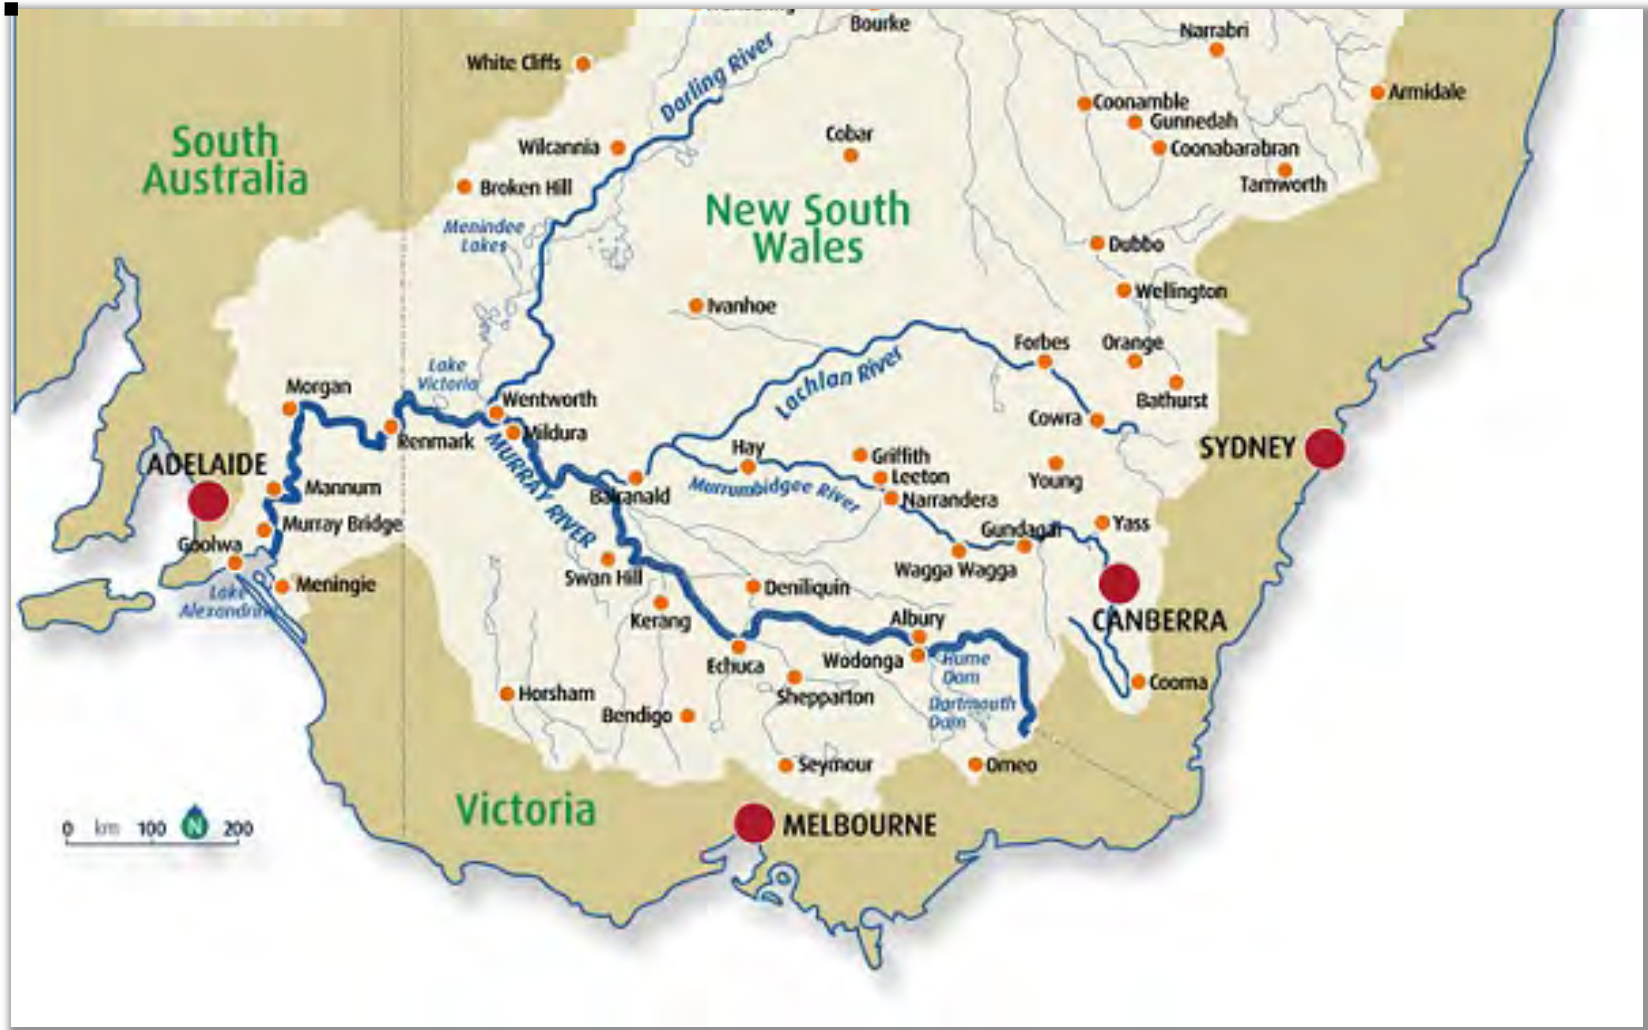 Bourke
Narrabri
White Cliffs
Darling River
Armidale
Coonamble
Gunnedah
South
Australia
Wilcannia
Cobar
Coonabarabran
Tamworth
Broken Hill
New South
Wales
Menindee
Lakes
Dubbo
Wellington
Ivanhoe
Forbes
Orange
Lachlan River
Lake
Victoria
Morgan
Wentworth
Bathurst
Cowra
Renmark
Mildura
SYDNEY
Hay
Griffith
ADELAIDE
MURRAY RIVER
Leeton
Young
Mannum
Balranald
Murrumbidgee River
Narrandera
Murray Bridge
Gundagai
Yass
Goolwa
Swan Hill
Wagga Wagga
Meningie
Lake
Alexandrina
Deniliquin
Kerang
Albury
CANBERRA
Echuca
Wodonga
Hume
Dam
Cooma
Horsham
Shepparton
Bendigo
Dartmouth
Dam
Seymour
Omeo
Victoria
0 km 100 N 200
MELBOURNE